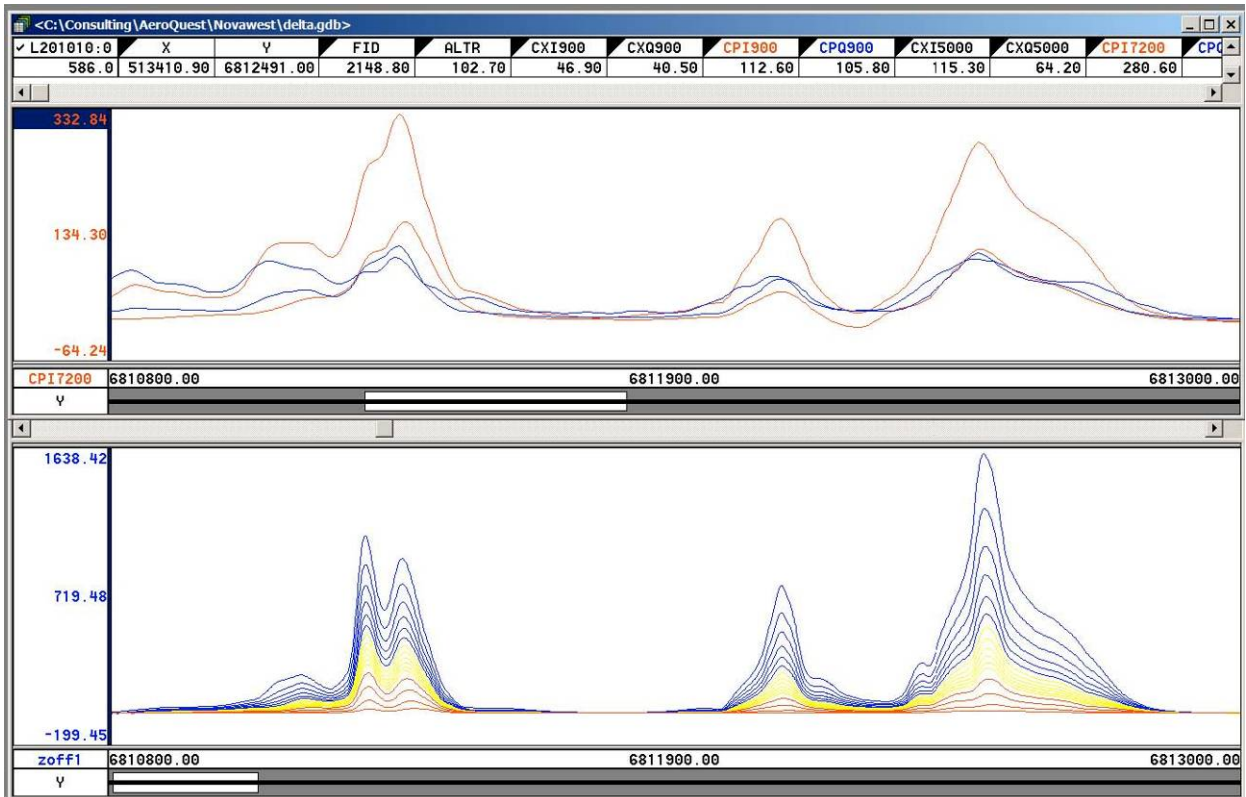 <C:\Consulting\AeroQuest\Novawest\delta.gdb>
✓ L201010:0 X Y FID ALTR CXI900 CXQ900 CPI900 CPQ900 CXI5000 CXQ5000 CPI7200
586.0 513410.90 6812491.00 2148.80 102.70 46.90 40.50 112.60 105.80 115.30 64.20 280.60
332.84
134.30
-64.24
CPI7200 6810800.00 6811900.00 6813000.00
Y
1638.42
719.48
-199.45
zoff1 6810800.00 6811900.00 6813000.00
Y